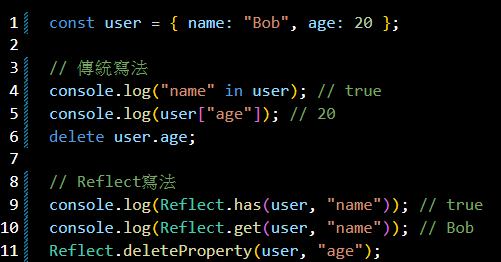 1 const user = { name: "Bob", age: 20 };
2
3 // 傳統寫法
4 console.log("name" in user); // true
5 console.log(user["age"]); // 20
6 delete user.age;
7
8 // Reflect寫法
9 console.log(Reflect.has(user, "name")); // true
10 console.log(Reflect.get(user, "name")); // Bob
11 Reflect.deleteProperty(user, "age");